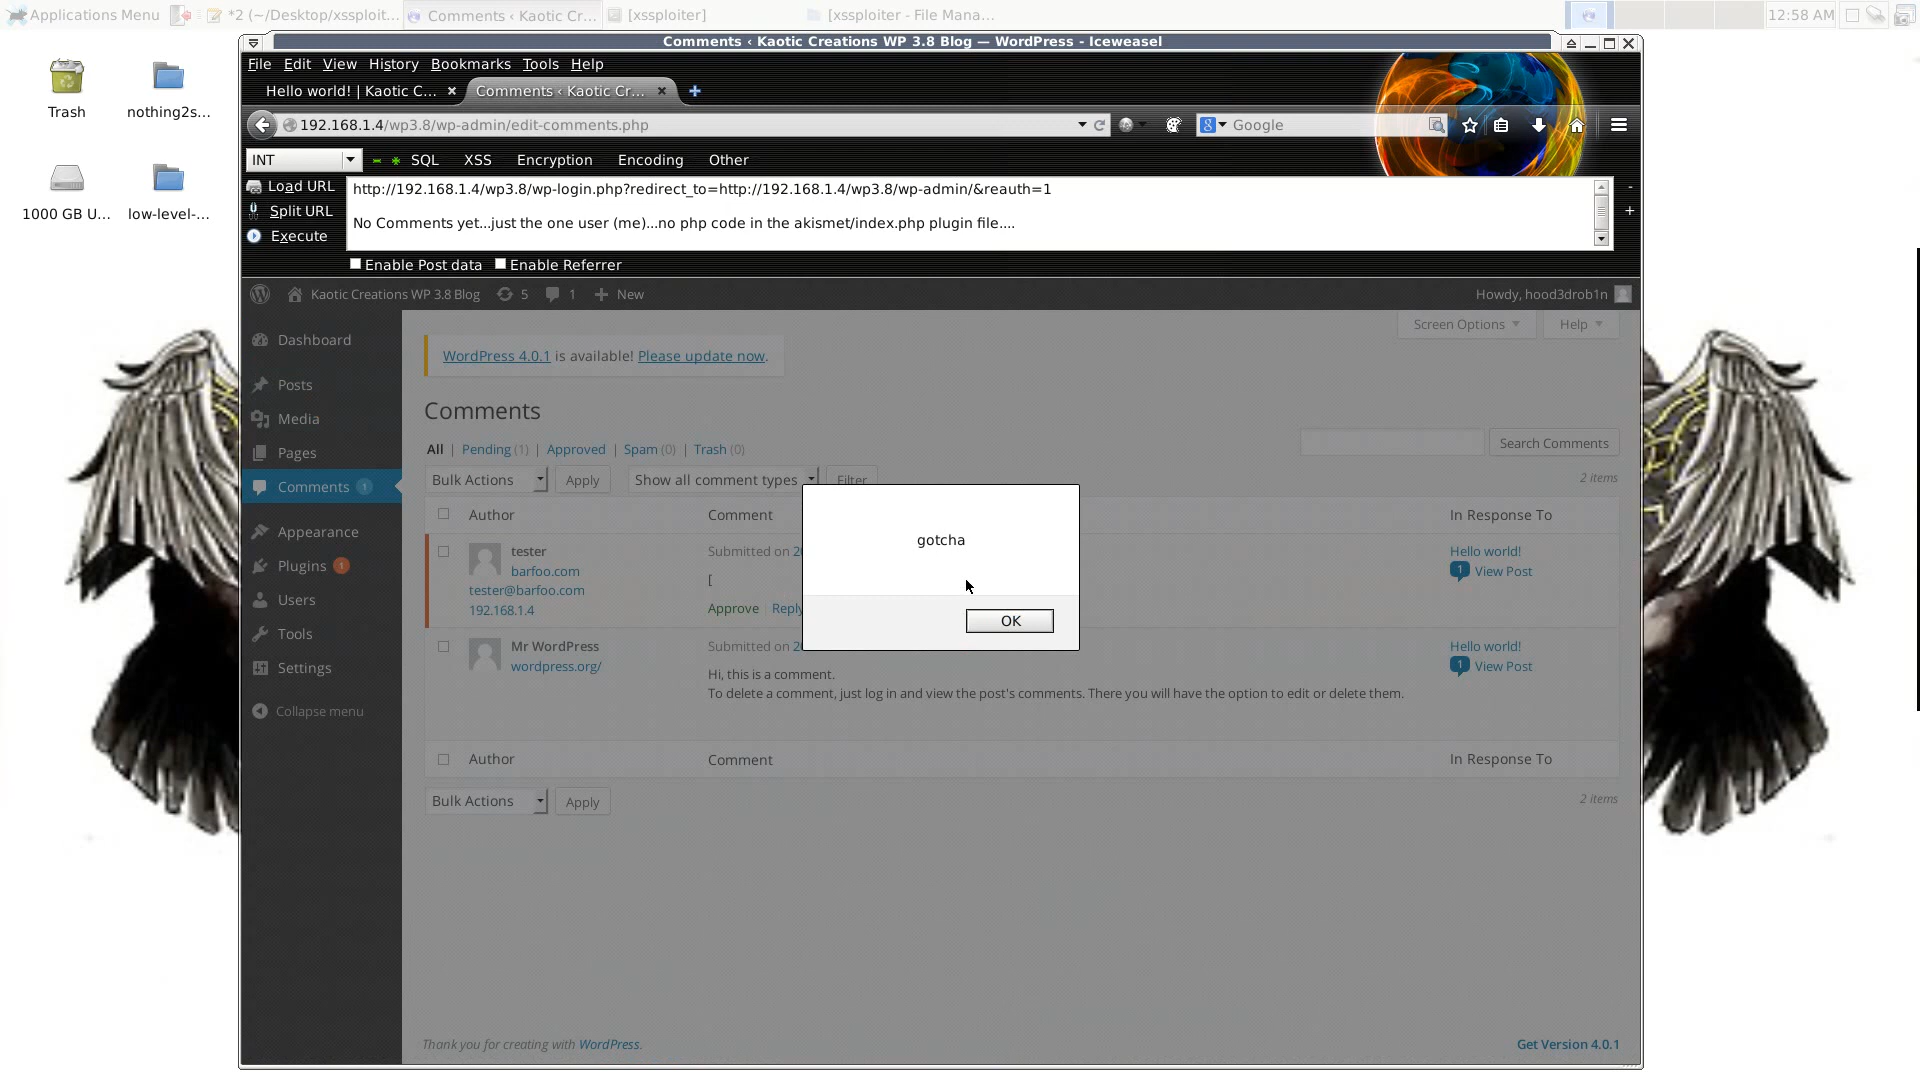 Applications Menu *2 (~/Desktop/xssploit... Comments ‹ Kaotic Cr... [xssploiter] [xssploiter - File Mana... 12:58 AM
Trash
nothing2s...
1000 GB U...
low-level-...
Comments ‹ Kaotic Creations WP 3.8 Blog — WordPress - Iceweasel
File Edit View History Bookmarks Tools Help
Hello world! | Kaotic C... Comments ‹ Kaotic Cr...
192.168.1.4/wp3.8/wp-admin/edit-comments.php Google
INT SQL XSS Encryption Encoding Other
Load URL
Split URL
Execute
http://192.168.1.4/wp3.8/wp-login.php?redirect_to=http://192.168.1.4/wp3.8/wp-admin/&reauth=1
No Comments yet...just the one user (me)...no php code in the akismet/index.php plugin file....
Enable Post data Enable Referrer
Kaotic Creations WP 3.8 Blog 5 1 New Howdy, hood3drob1n
Dashboard
Posts
Media
Pages
Comments 1
Appearance
Plugins 1
Users
Tools
Settings
Collapse menu
Screen Options Help
WordPress 4.0.1 is available! Please update now.
Comments
All | Pending (1) | Approved | Spam (0) | Trash (0)
Search Comments
Bulk Actions Apply Show all comment types Filter
2 items
Author Comment In Response To
tester
barfoo.com
tester@barfoo.com
192.168.1.4
Submitted on 2
[
Approve | Reply
Hello world!
1 View Post
gotcha
OK
Mr WordPress
wordpress.org/
Submitted on 2
Hi, this is a comment.
To delete a comment, just log in and view the post's comments. There you will have the option to edit or delete them.
Hello world!
1 View Post
Author Comment In Response To
Bulk Actions Apply
2 items
Thank you for creating with WordPress.
Get Version 4.0.1